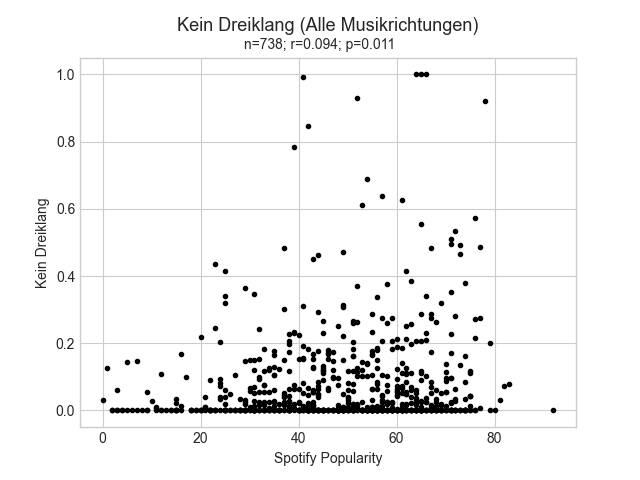 Kein Dreiklang (Alle Musikrichtungen)
n=738; r=0.094; p=0.011
1.0
0.8
0.6
0.4
0.2
0.0
Kein Dreiklang
0 20 40 60 80
Spotify Popularity